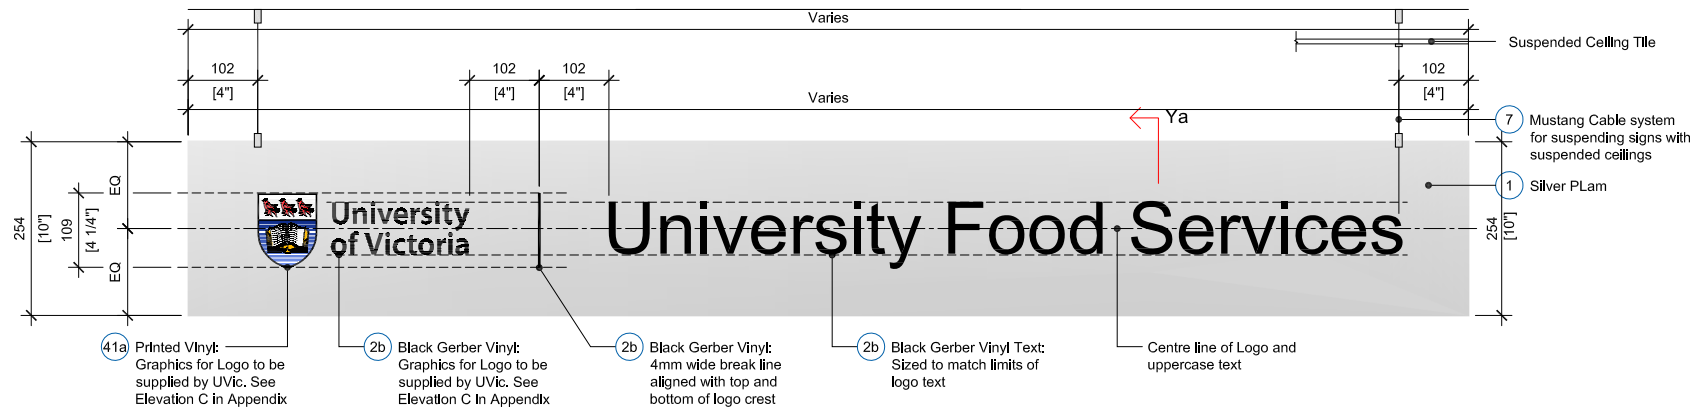 Varies
Suspended Ceiling Tile
102
[4"]
102
[4"]
102
[4"]
102
[4"]
Varies
Ya
7 Mustang Cable system
for suspending signs with
suspended ceilings
1 Silver PLam
254
[10"]
109
[4 1/4"]
EQ
EQ
University
of Victoria
University Food Services
254
[10"]
41a Printed Vinyl:
Graphics for Logo to be
supplied by UVic. See
Elevation C in Appendix
2b Black Gerber Vinyl:
Graphics for Logo to be
supplied by UVic. See
Elevation C In Appendix
2b Black Gerber Vinyl:
4mm wide break line
aligned with top and
bottom of logo crest
2b Black Gerber Vinyl Text:
Sized to match limits of
logo text
Centre line of Logo and
uppercase text